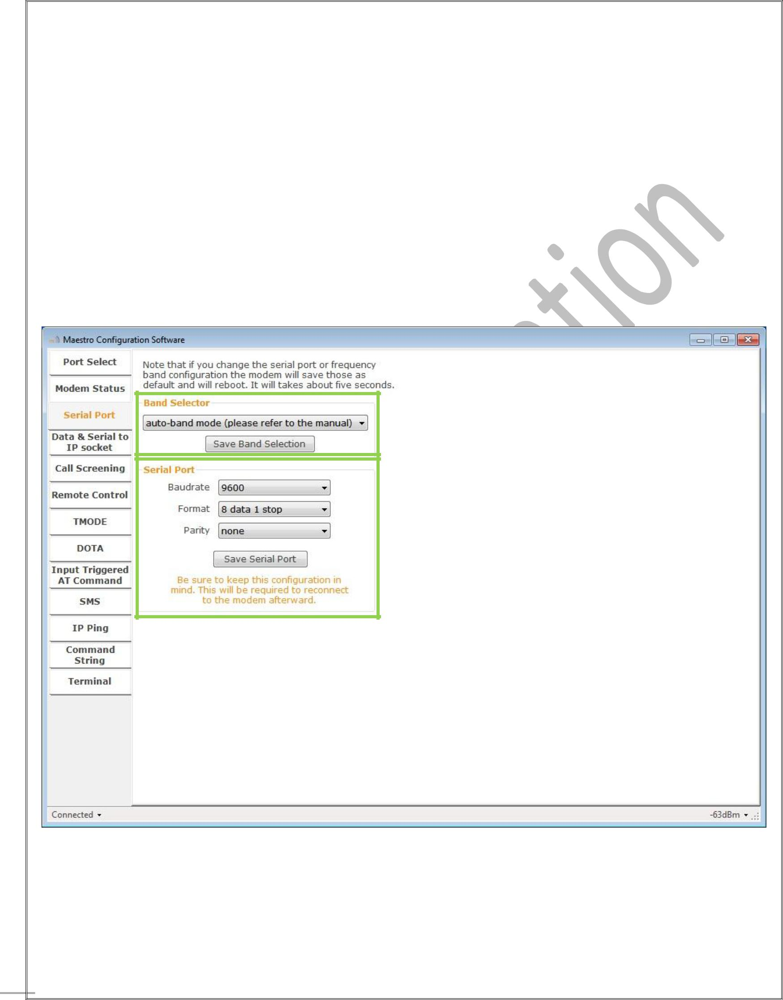 Maestro Configuration Software
Port Select
Modem Status
Serial Port
Data & Serial to
IP socket
Call Screening
Remote Control
TMODE
DOTA
Input Triggered
AT Command
SMS
IP Ping
Command
String
Terminal
Note that if you change the serial port or frequency
band configuration the modem will save those as
default and will reboot. It will takes about five seconds.
Band Selector
auto-band mode (please refer to the manual)
Save Band Selection
Serial Port
Baudrate 9600
Format 8 data 1 stop
Parity none
Save Serial Port
Be sure to keep this configuration in
mind. This will be required to reconnect
to the modem afterward.
Connected
-63dBm